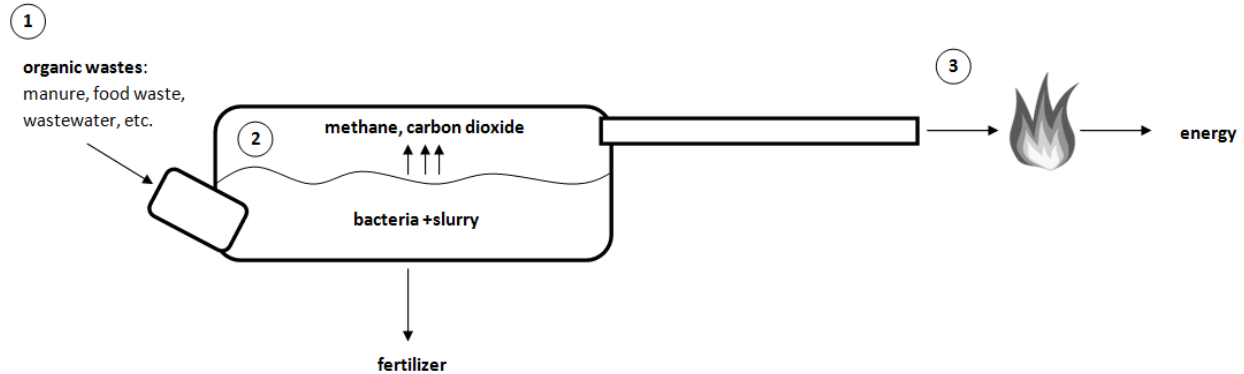 1
organic wastes:
manure, food waste,
wastewater, etc.
2
methane, carbon dioxide
bacteria +slurry
fertilizer
3
energy